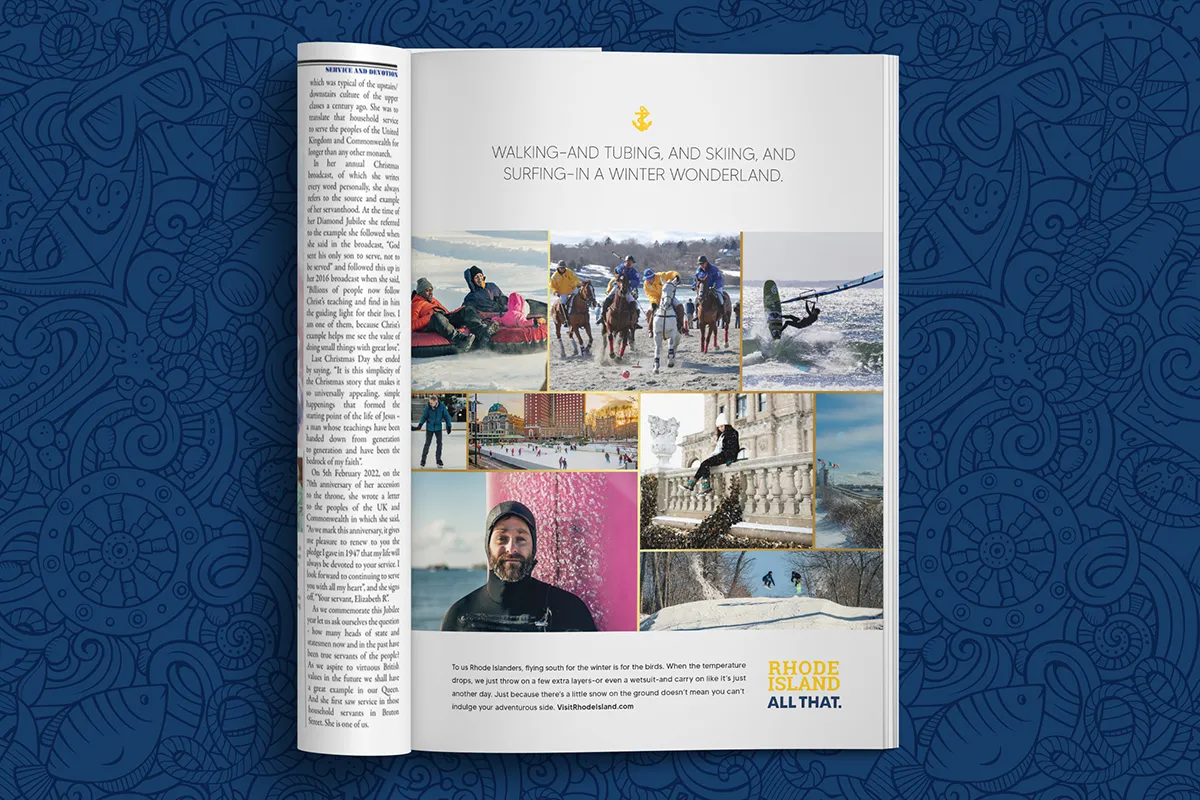 SERVICE AND DEVOTION
which was typical of the upstairs/
downstairs culture of the upper
classes a century ago. She was to
translate that household service
to serve the peoples of the United
Kingdom and Commonwealth for
longer than any other monarch.
In her annual Christmas
broadcast, of which she writes
every word personally, she always
refers to the source and example
of her servanthood. At the time of
her Diamond Jubilee she referred
to the example she followed when
she said in the broadcast, "God
sent his only son to serve, not to
be served" and followed this up in
her 2016 broadcast when she said,
"Billions of people now follow
Christ's teaching and find in him
the guiding light for their lives. I
am one of them, because Christ's
example helps me see the value of
doing small things with great love".
Last Christmas Day she ended
by saying, "It is this simplicity of
the Christmas story that makes it
so universally appealing, simple
happenings that formed the
starting point of the life of Jesus -
a man whose teachings have been
handed down from generation
to generation and have been the
bedrock of my faith".
On 5th February 2022, on the
70th anniversary of her accession
to the throne, she wrote a letter
to the peoples of the UK and
Commonwealth in which she said,
"As we mark this anniversary, it gives
me pleasure to renew to you the
pledge I gave in 1947 that my life will
always be devoted to your service. I
look forward to continuing to serve
you with all my heart", and she signs
off, "Your servant, Elizabeth R".
As we commemorate this Jubilee
year let us ask ourselves the question
- how many heads of state and
statesmen now and in the past have
been true servants of the people?
As we aspire to virtuous British
values in the future we shall have
a great example in our Queen.
And she first saw service in those
household servants in Bruton
Street. She is one of us.
WALKING–AND TUBING, AND SKIING, AND
SURFING–IN A WINTER WONDERLAND.
To us Rhode Islanders, flying south for the winter is for the birds. When the temperature
drops, we just throw on a few extra layers–or even a wetsuit–and carry on like it's just
another day. Just because there's a little snow on the ground doesn't mean you can't
indulge your adventurous side. VisitRhodeIsland.com
RHODE
ISLAND
ALL THAT.